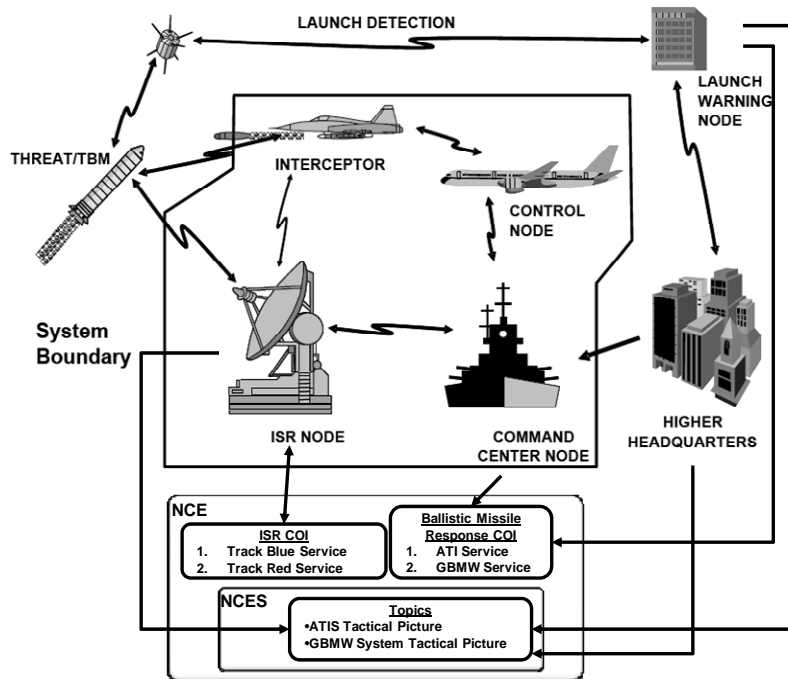 LAUNCH DETECTION
LAUNCH
WARNING
NODE
THREAT/TBM
INTERCEPTOR
CONTROL
NODE
System
Boundary
ISR NODE
COMMAND
CENTER NODE
HIGHER
HEADQUARTERS
NCE
ISR COI
1. Track Blue Service
2. Track Red Service
Ballistic Missile
Response COI
1. ATI Service
2. GBMW Service
NCES
Topics
•ATIS Tactical Picture
•GBMW System Tactical Picture